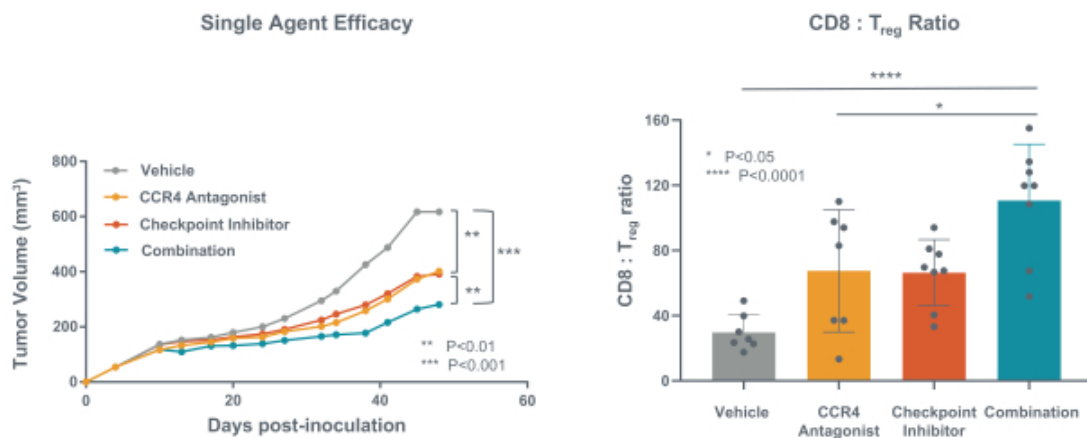 Single Agent Efficacy
800
600
400
200
0
Tumor Volume (mm³)
Vehicle
CCR4 Antagonist
Checkpoint Inhibitor
Combination
**
***
**
** P<0.01
*** P<0.001
0 20 40 60
Days post-inoculation
CD8 : Treg Ratio
****
*
160
120
80
40
0
CD8 : Treg ratio
* P<0.05
**** P<0.0001
Vehicle CCR4 Checkpoint Combination
Antagonist Inhibitor